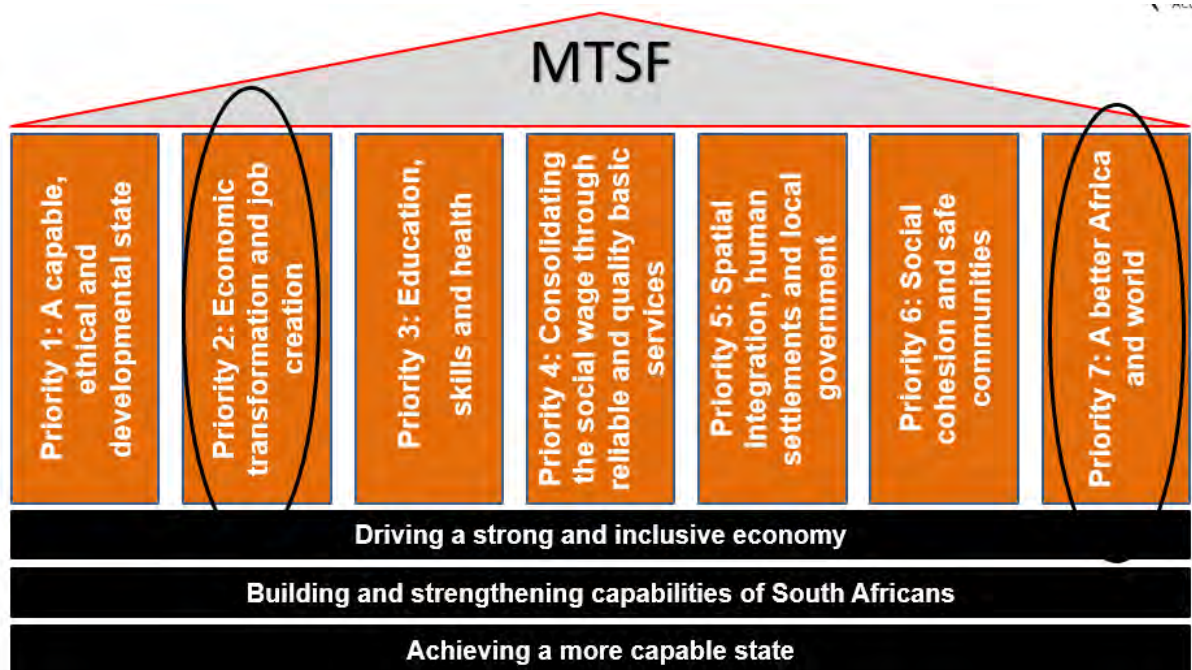 MTSF
Priority 1: A capable,
ethical and
developmental state
Priority 2: Economic
transformation and job
creation
Priority 3: Education,
skills and health
Priority 4: Consolidating
the social wage through
reliable and quality basic
services
Priority 5: Spatial
integration, human
settlements and local
government
Priority 6: Social
cohesion and safe
communities
Priority 7: A better Africa
and world
Driving a strong and inclusive economy
Building and strengthening capabilities of South Africans
Achieving a more capable state